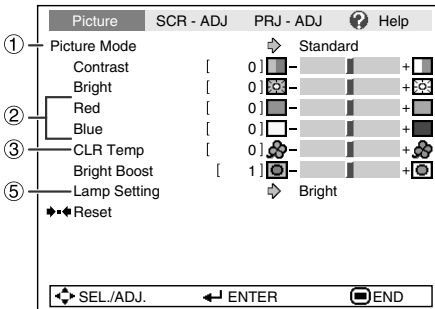 Picture SCR - ADJ PRJ - ADJ ? Help
① Picture Mode Standard
Contrast [ 0 ] - +
Bright [ 0 ] - +
② Red [ 0 ] - +
Blue [ 0 ] - +
③ CLR Temp [ 0 ] - +
Bright Boost [ 1 ] - +
⑤ Lamp Setting Bright
Reset
SEL./ADJ. ENTER END